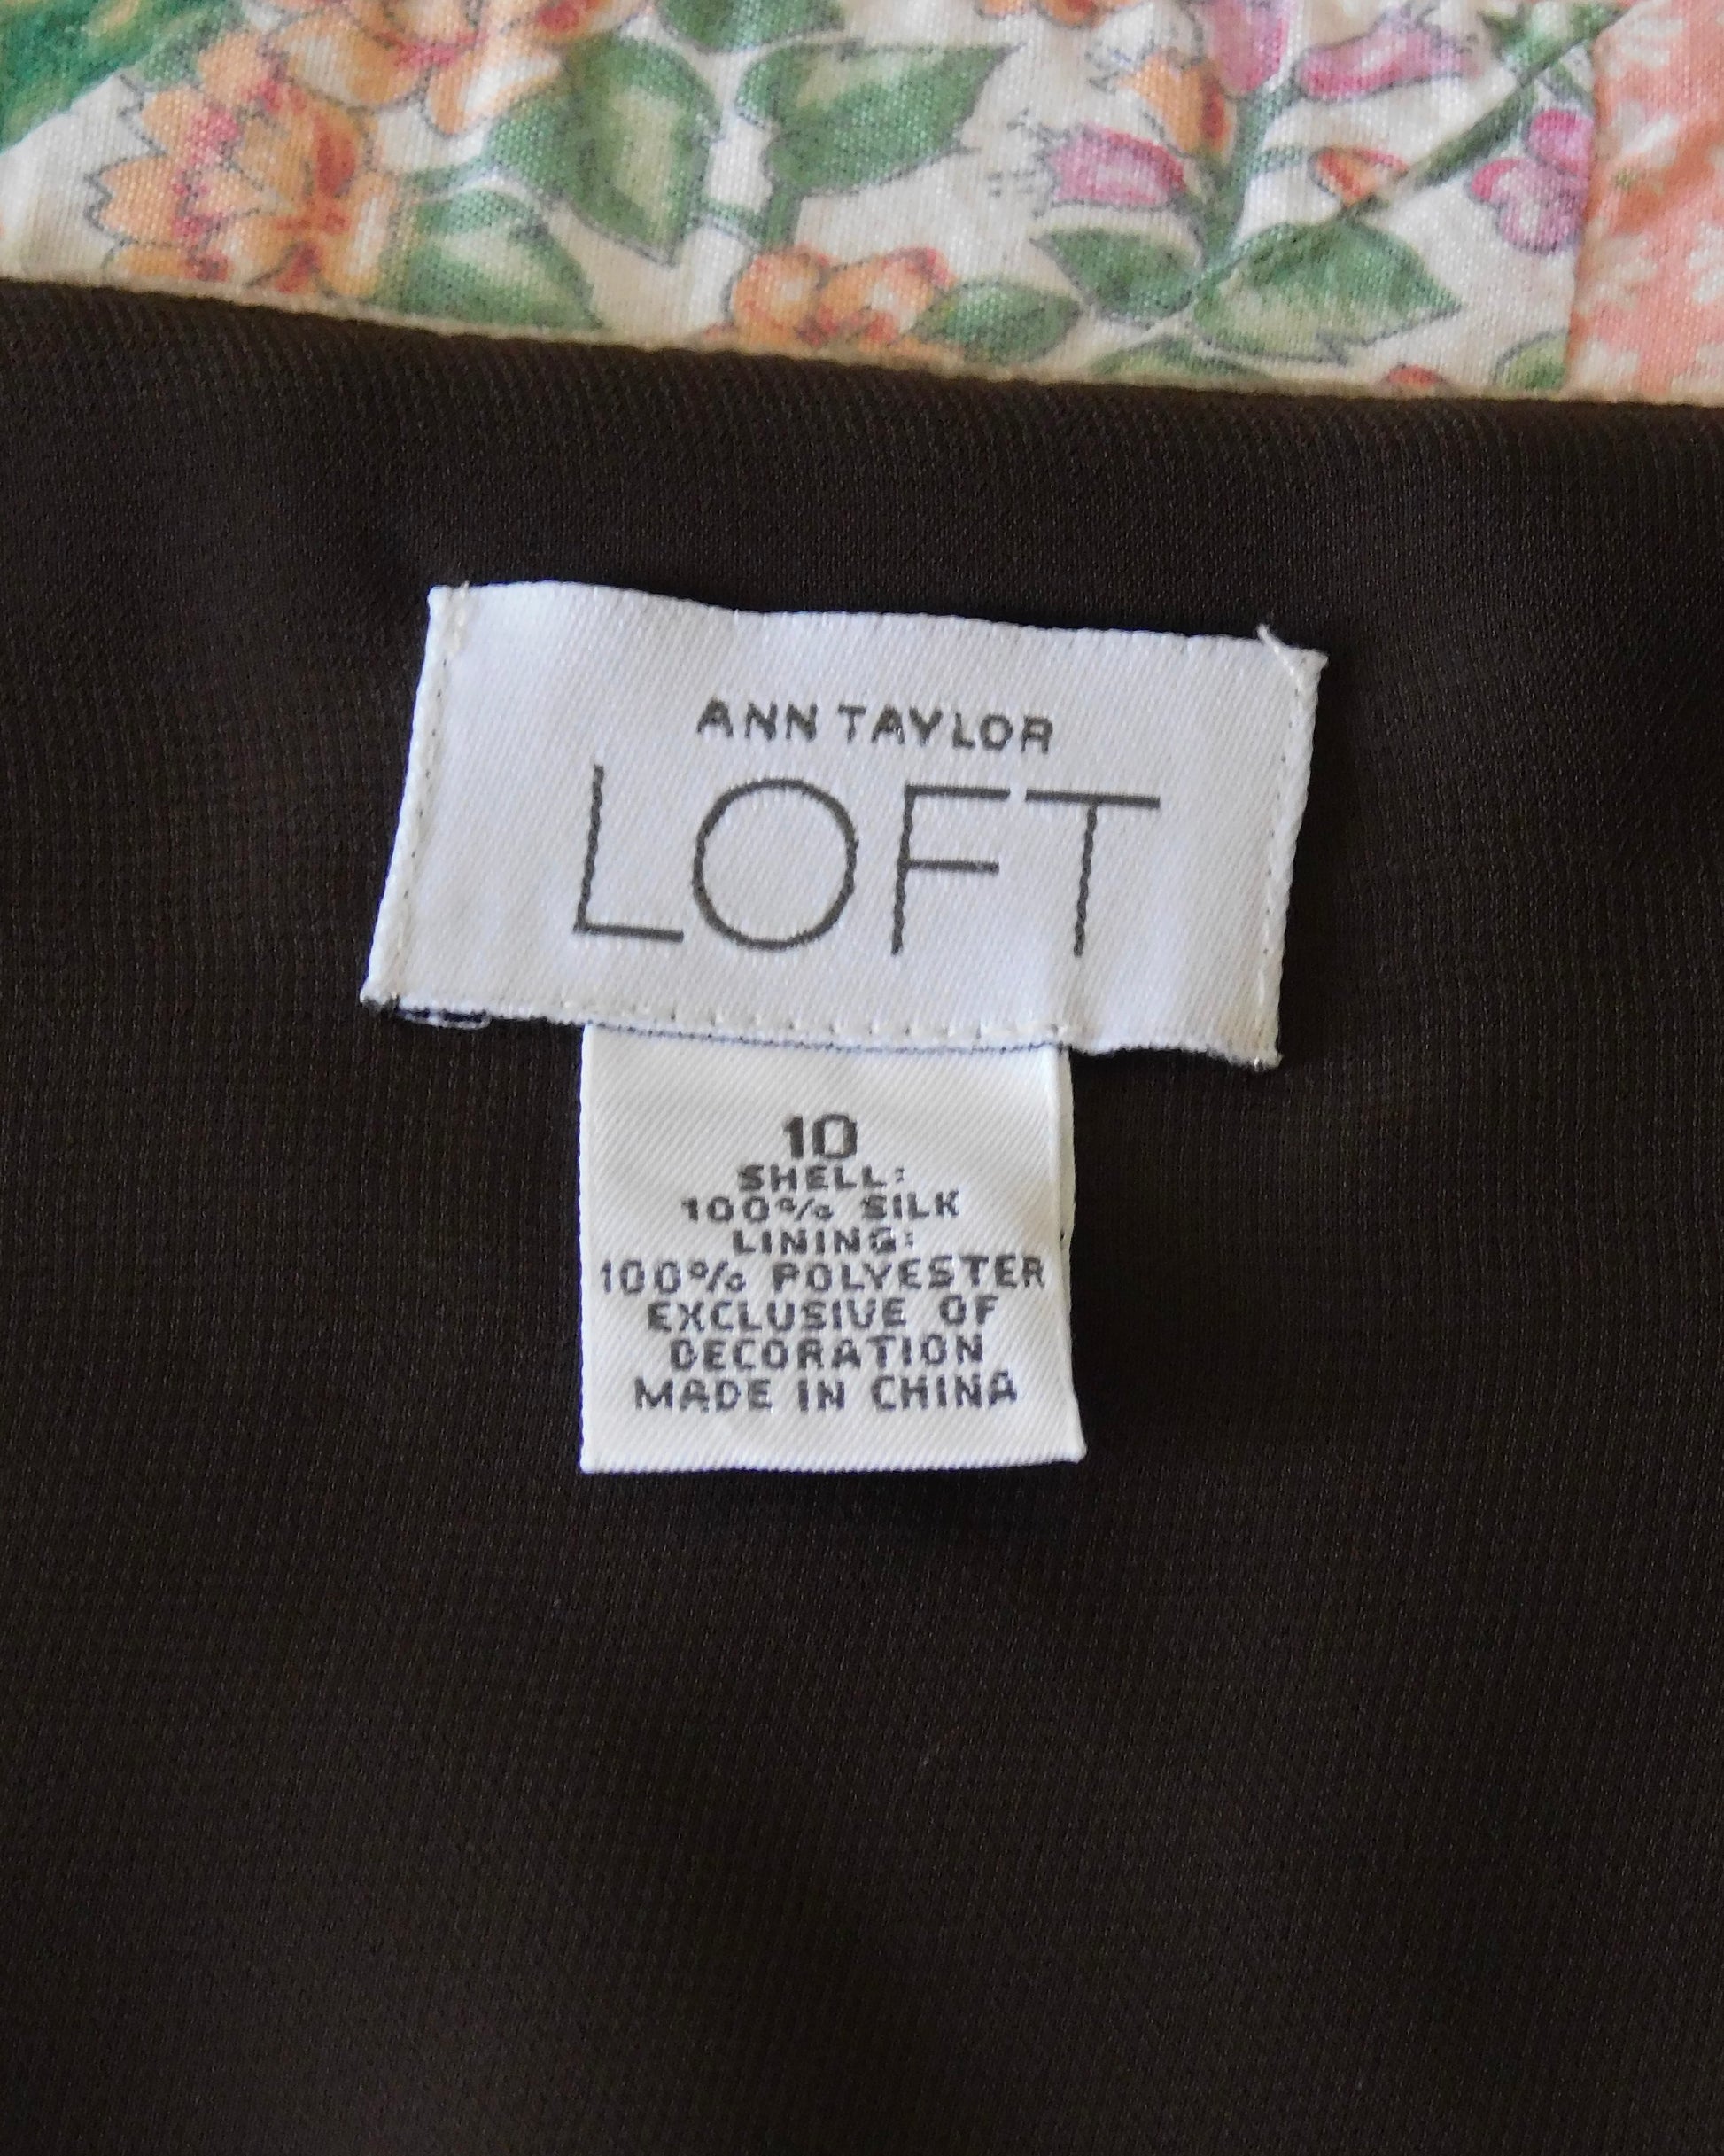 ANN TAYLOR
LOFT
10
SHELL:
100% SILK
LINING:
100% POLYESTER
EXCLUSIVE OF
DECORATION
MADE IN CHINA